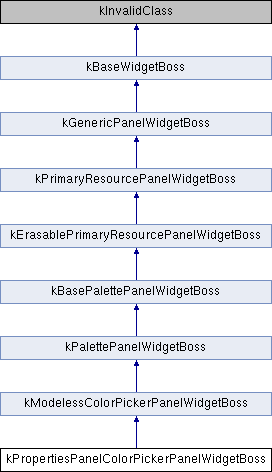 kInvalidClass
kBaseWidgetBoss
kGenericPanelWidgetBoss
kPrimaryResourcePanelWidgetBoss
kErasablePrimaryResourcePanelWidgetBoss
kBasePalettePanelWidgetBoss
kPalettePanelWidgetBoss
kModelessColorPickerPanelWidgetBoss
kPropertiesPanelColorPickerPanelWidgetBoss